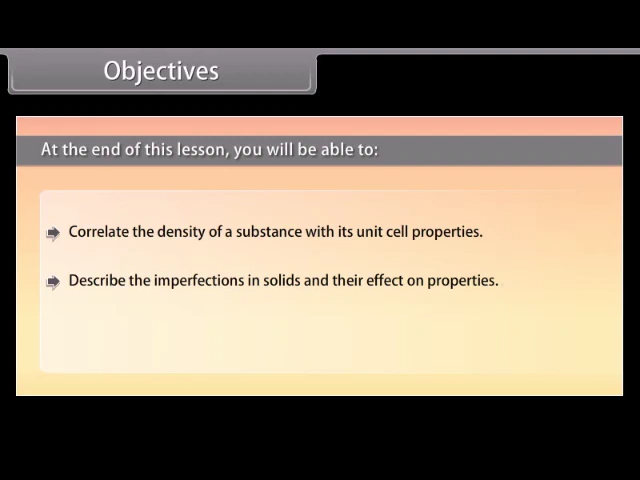 Objectives
At the end of this lesson, you will be able to:
Correlate the density of a substance with its unit cell properties.
Describe the imperfections in solids and their effect on properties.